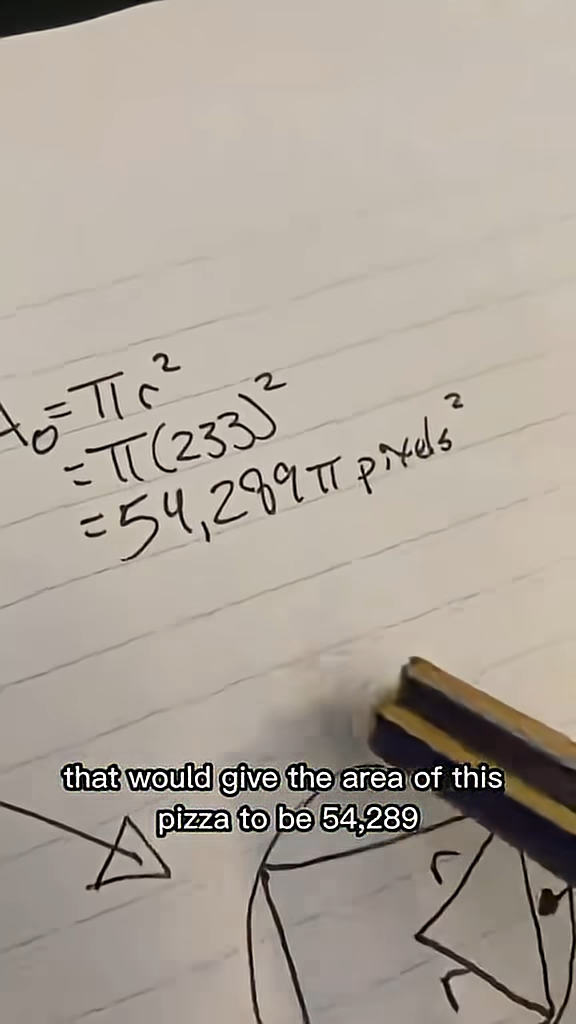 A₀ = πr²
= π(233)²
= 54,289π pixels²
that would give the area of this
pizza to be 54,289
r
r